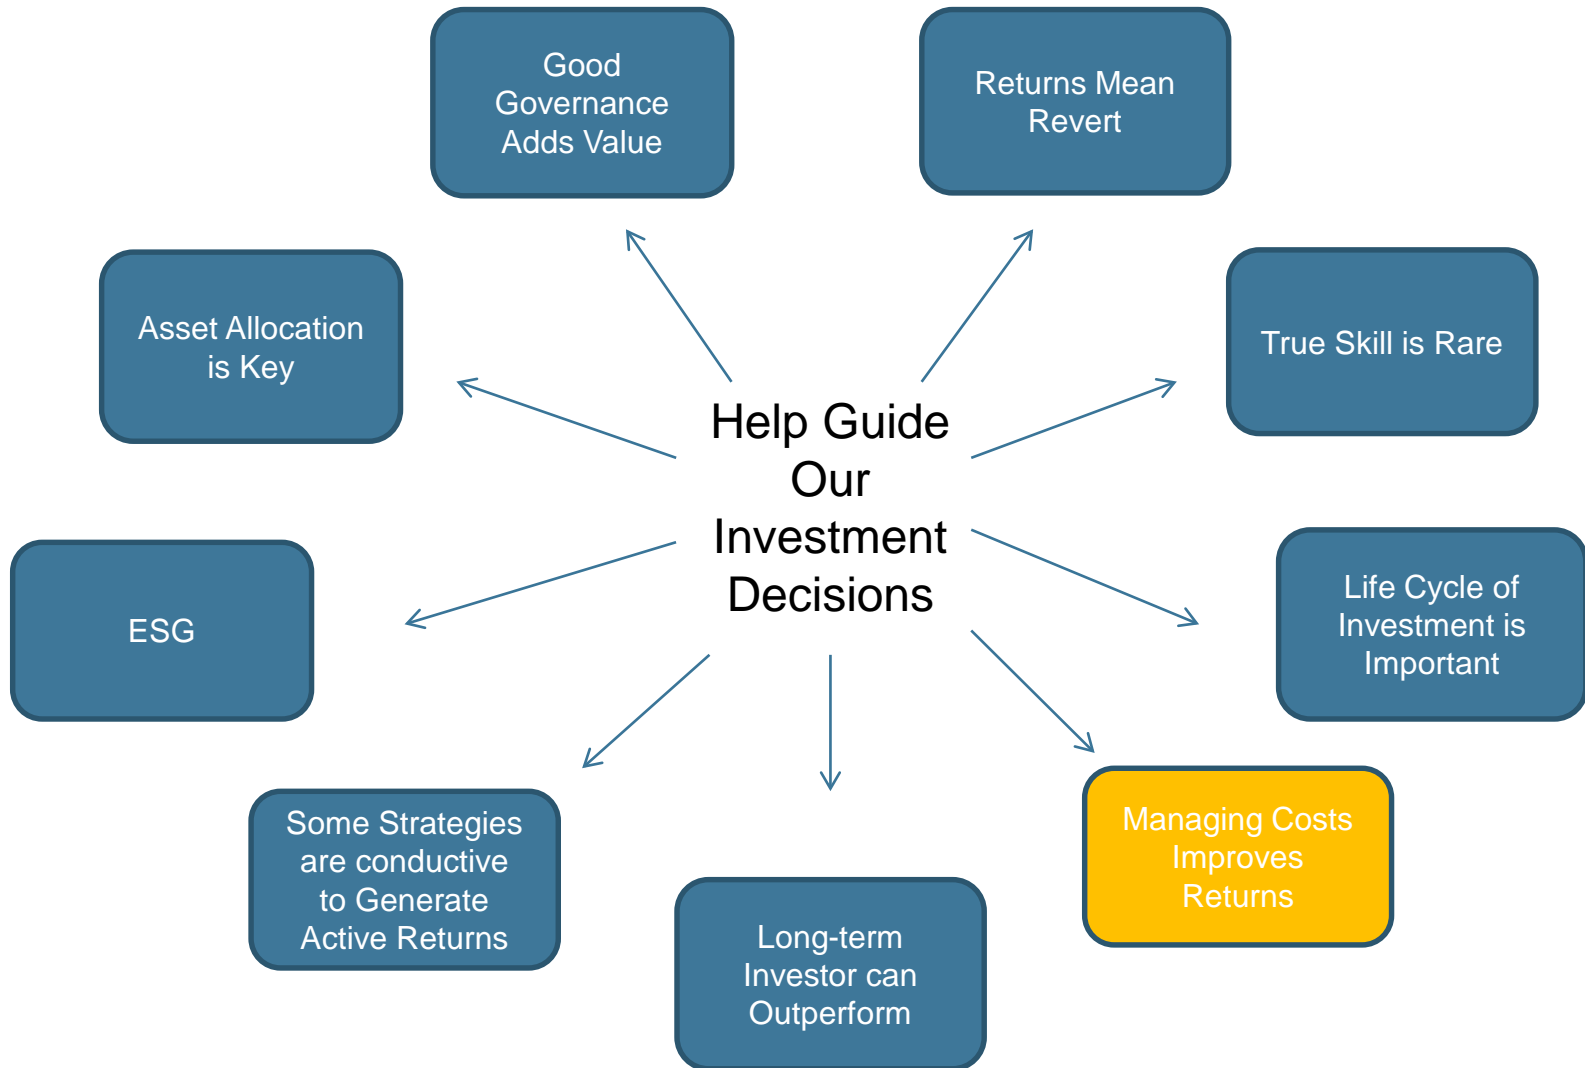 Good
Governance
Adds Value
Returns Mean
Revert
Asset Allocation
is Key
True Skill is Rare
Help Guide
Our
Investment
Decisions
ESG
Life Cycle of
Investment is
Important
Some Strategies
are conductive
to Generate
Active Returns
Managing Costs
Improves
Returns
Long-term
Investor can
Outperform